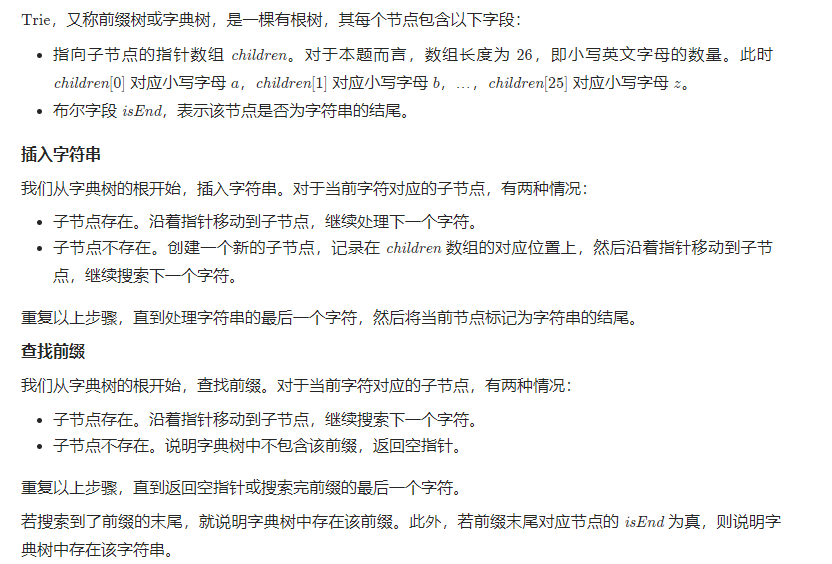 Trie，又称前缀树或字典树，是一棵有根树，其每个节点包含以下字段：
• 指向子节点的指针数组 children。对于本题而言，数组长度为 26，即小写英文字母的数量。此时
children[0] 对应小写字母 a，children[1] 对应小写字母 b，…，children[25] 对应小写字母 z。
• 布尔字段 isEnd，表示该节点是否为字符串的结尾。
插入字符串
我们从字典树的根开始，插入字符串。对于当前字符对应的子节点，有两种情况：
• 子节点存在。沿着指针移动到子节点，继续处理下一个字符。
• 子节点不存在。创建一个新的子节点，记录在 children 数组的对应位置上，然后沿着指针移动到子节
点，继续搜索下一个字符。
重复以上步骤，直到处理字符串的最后一个字符，然后将当前节点标记为字符串的结尾。
查找前缀
我们从字典树的根开始，查找前缀。对于当前字符对应的子节点，有两种情况：
• 子节点存在。沿着指针移动到子节点，继续搜索下一个字符。
• 子节点不存在。说明字典树中不包含该前缀，返回空指针。
重复以上步骤，直到返回空指针或搜索完前缀的最后一个字符。
若搜索到了前缀的末尾，就说明字典树中存在该前缀。此外，若前缀末尾对应节点的 isEnd 为真，则说明字
典树中存在该字符串。